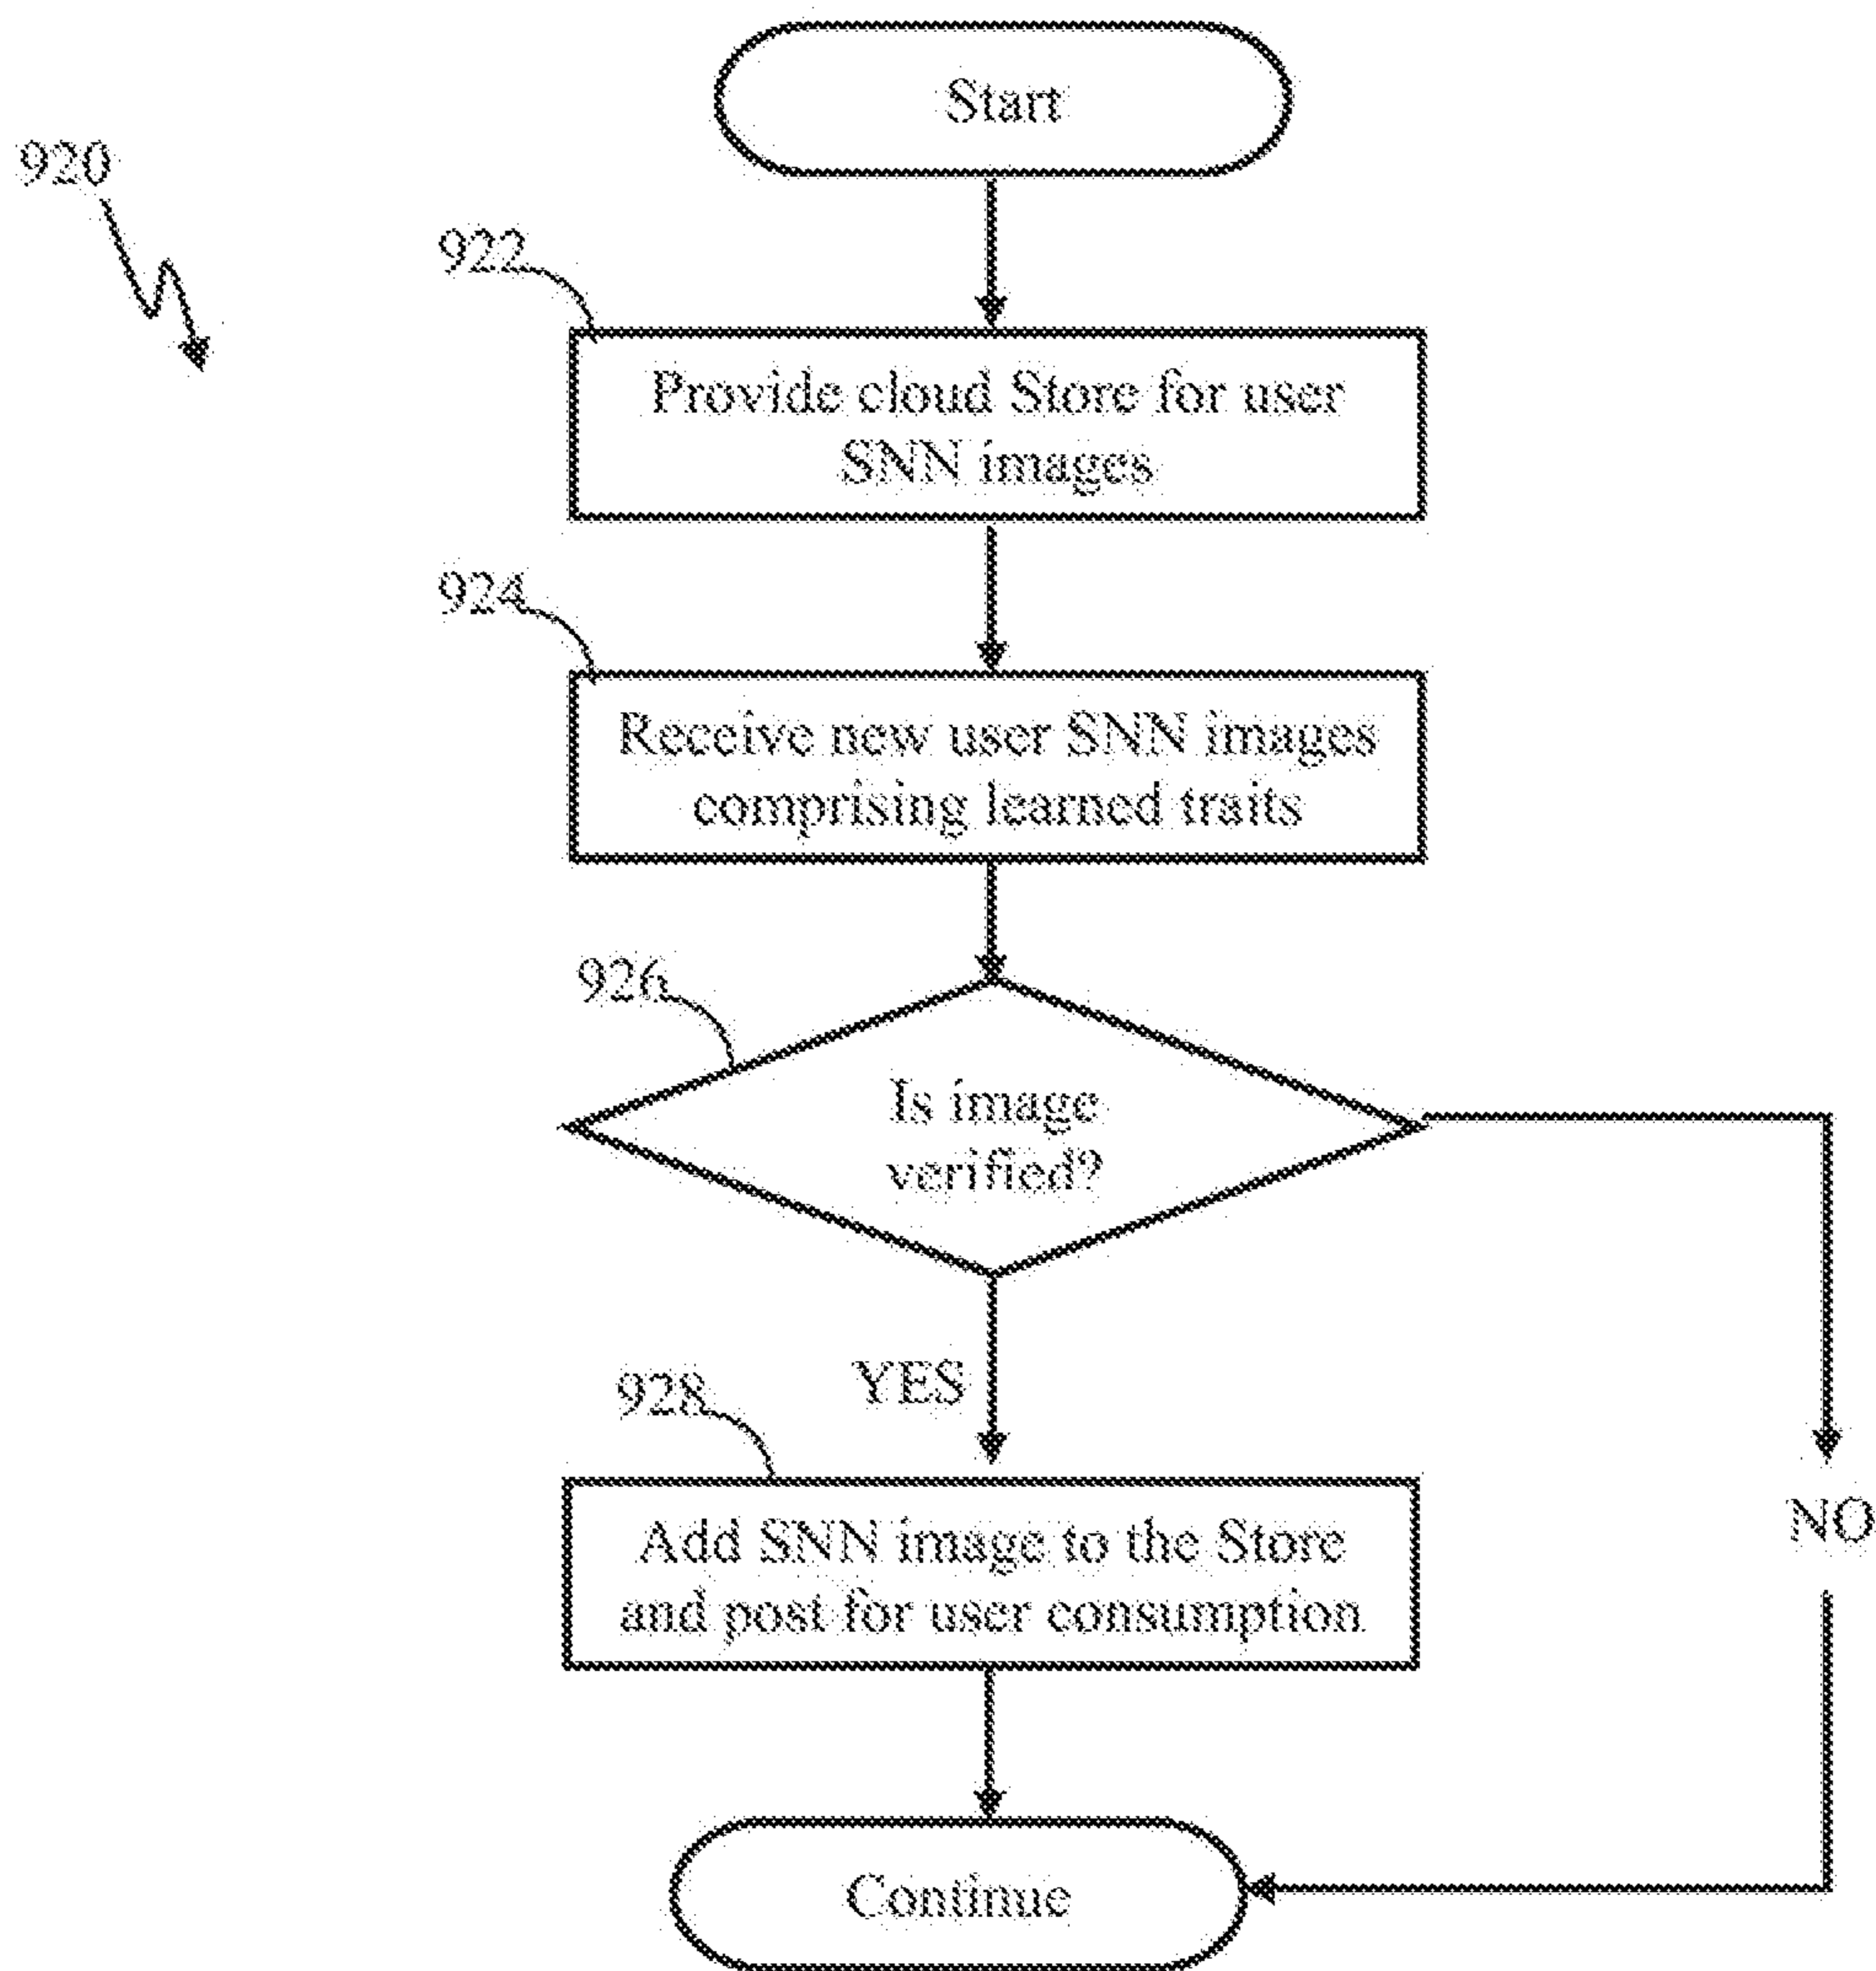 Start
920
922
Provide cloud Store for user
SNN images
924
Receive new user SNN images
comprising learned traits
926
Is image
verified?
YES
928
NO
Add SNN image to the Store
and post for user consumption
Continue